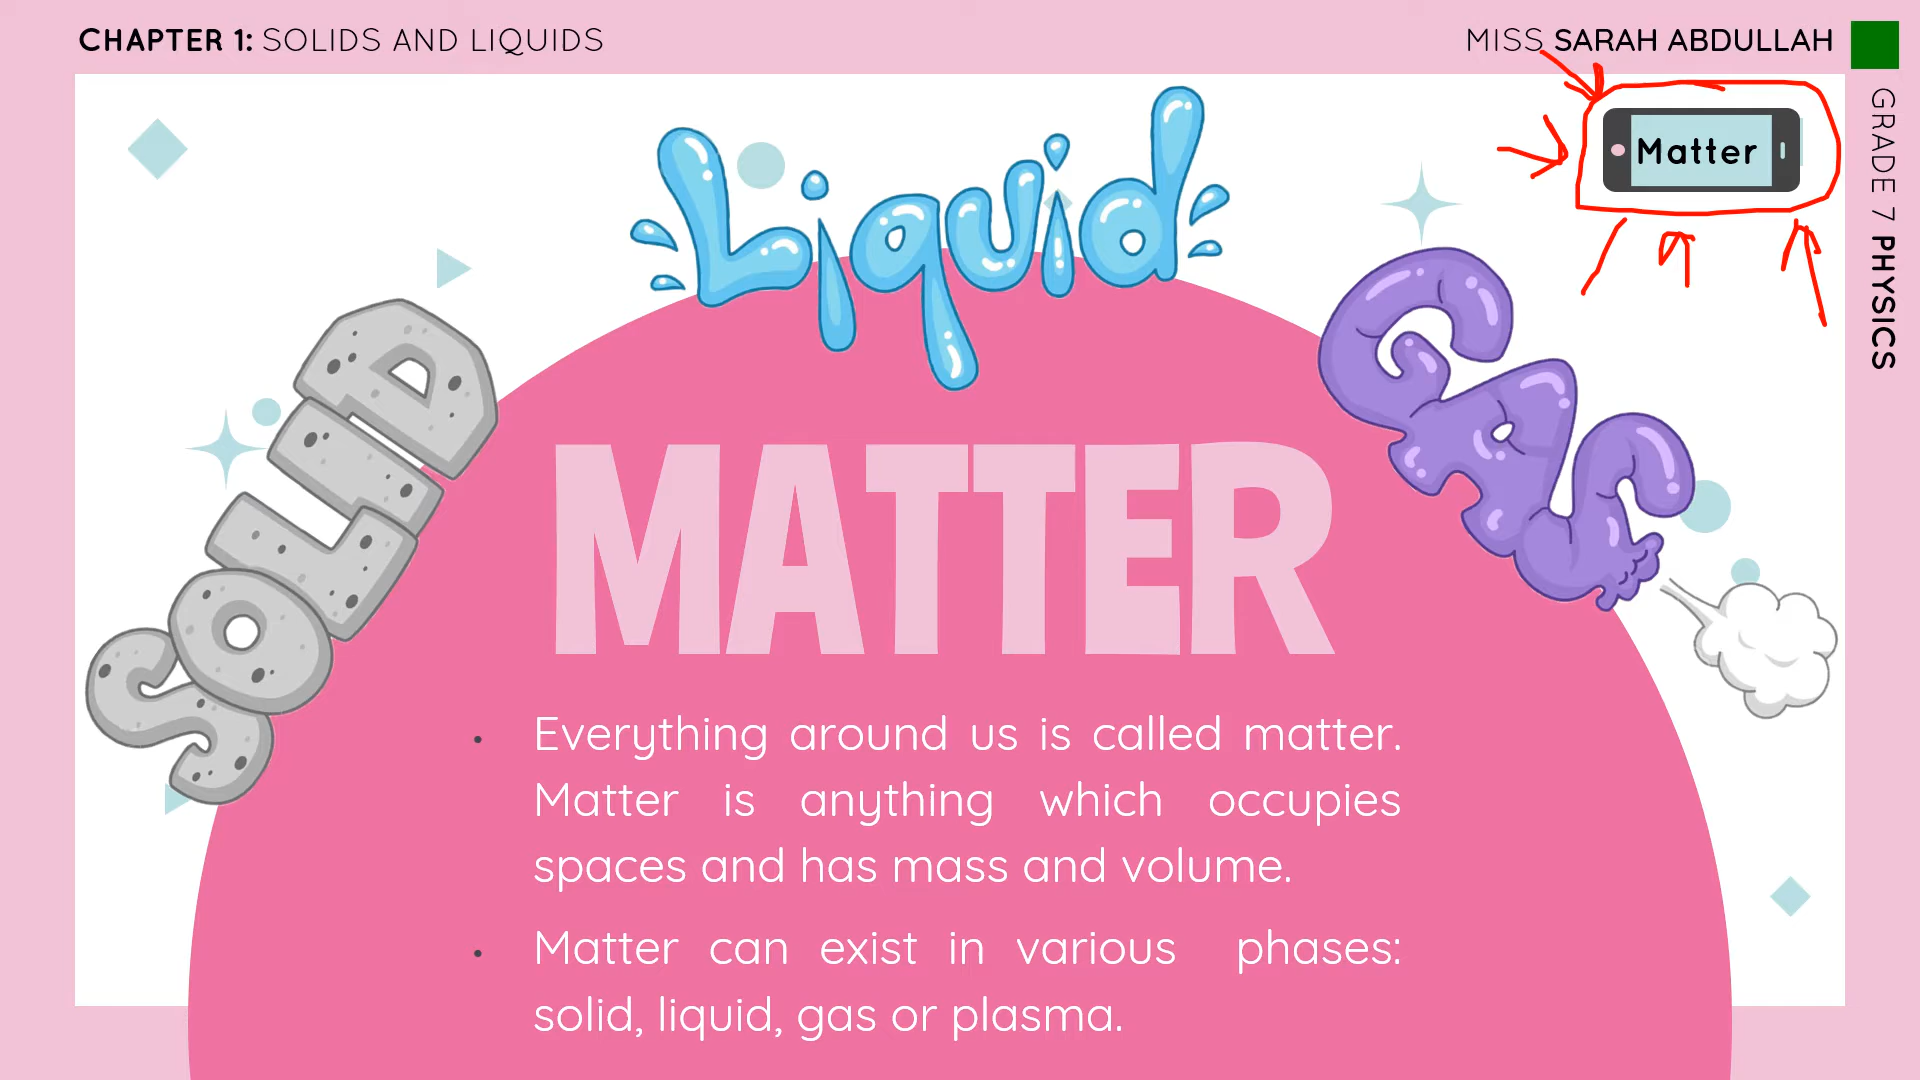 CHAPTER 1: SOLIDS AND LIQUIDS
MISS SARAH ABDULLAH
GRADE 7 PHYSICS
Matter
Liquid
SOLID
GAS
MATTER
• Everything around us is called matter.
Matter is anything which occupies
spaces and has mass and volume.
• Matter can exist in various phases:
solid, liquid, gas or plasma.